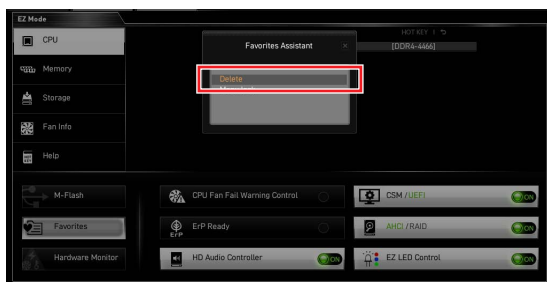 EZ Mode
HOT KEY | ⮌
CPU
Favorites Assistant ×
[DDR4-4466]
Memory
Delete
Storage
Fan Info
Help
M-Flash
CPU Fan Fail Warning Control
CSM /UEFI
ON
Favorites
ErP
ErP Ready
AHCI /RAID
ON
Hardware Monitor
HD Audio Controller
ON
EZ LED Control
ON